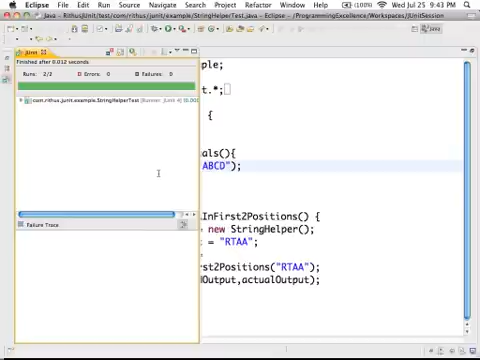 Eclipse File Edit Run Source Navigate Search Project Refactor Window Help (100%) Wed Jul 25 9:43 PM
Java - RithusJUnit/test/com/rithus/junit/example/StringHelperTest.java - Eclipse - /ProgrammingExcellence/Workspaces/JUnitSession
Java
JUnit
Finished after 0.012 seconds
Runs: 2/2 Errors: 0 Failures: 0
com.rithus.junit.example.StringHelperTest [Runner: JUnit 4] (0.00
Failure Trace
ple;
t.*;
{
als(){
ABCD");
InFirst2Positions() {
= new StringHelper();
= "RTAA";
=
rst2Positions("RTAA");
dOutput,actualOutput);